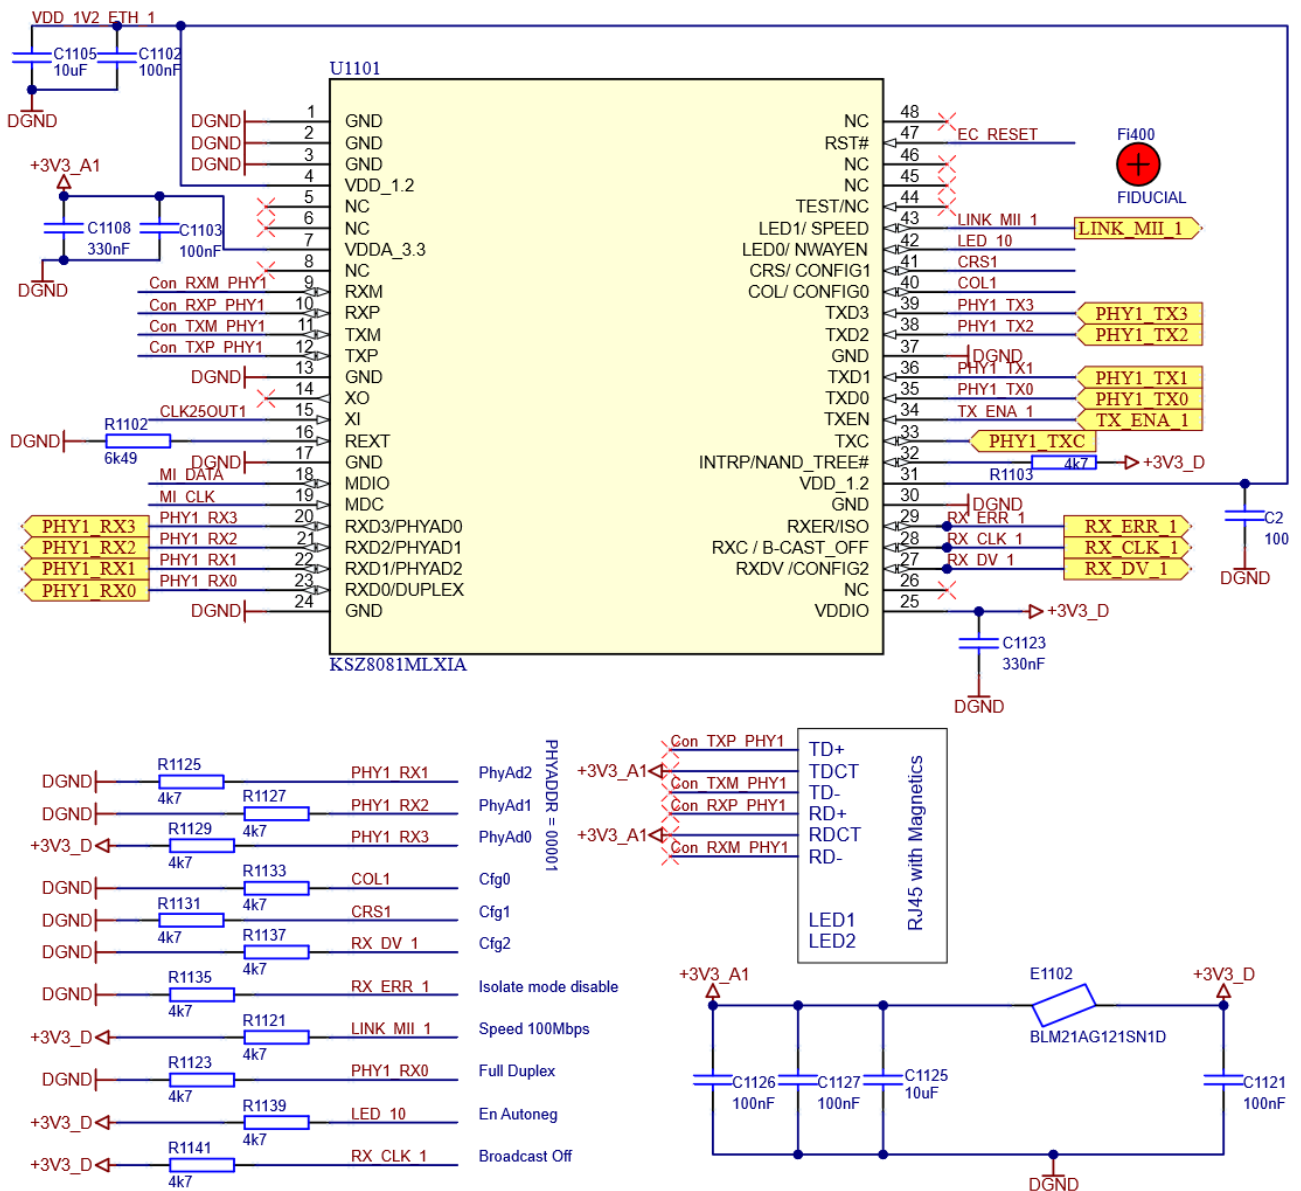 VDD_1V2_ETH_1
C1105
10uF
C1102
100nF
DGND
+3V3_A1
C1108
330nF
C1103
100nF
DGND
U1101
DGND 1 GND
DGND 2 GND
DGND 3 GND
4 VDD_1.2
5 NC
6 NC
7 VDDA_3.3
8 NC
Con_RXM_PHY1 9 RXM
Con_RXP_PHY1 10 RXP
Con_TXM_PHY1 11 TXM
Con_TXP_PHY1 12 TXP
DGND 13 GND
14 XO
CLK25OUT1 15 XI
DGND R1102 6k49 16 REXT
DGND 17 GND
MI_DATA 18 MDIO
MI_CLK 19 MDC
PHY1_RX3 PHY1_RX3 20 RXD3/PHYAD0
PHY1_RX2 PHY1_RX2 21 RXD2/PHYAD1
PHY1_RX1 PHY1_RX1 22 RXD1/PHYAD2
PHY1_RX0 PHY1_RX0 23 RXD0/DUPLEX
DGND 24 GND
KSZ8081MLXIA
NC 48
RST# 47 EC_RESET
NC 46
NC 45
TEST/NC 44
LED1/ SPEED 43 LINK_MII_1 LINK_MII_1
LED0/ NWAYEN 42 LED_10
CRS/ CONFIG1 41 CRS1
COL/ CONFIG0 40 COL1
TXD3 39 PHY1_TX3 PHY1_TX3
TXD2 38 PHY1_TX2 PHY1_TX2
GND 37 DGND
TXD1 36 PHY1_TX1 PHY1_TX1
TXD0 35 PHY1_TX0 PHY1_TX0
TXEN 34 TX_ENA_1 TX_ENA_1
TXC 33 PHY1_TXC
INTRP/NAND_TREE# 32 R1103 4k7 +3V3_D
VDD_1.2 31
GND 30 DGND
RXER/ISO 29 RX_ERR_1 RX_ERR_1
RXC / B-CAST_OFF 28 RX_CLK_1 RX_CLK_1
RXDV /CONFIG2 27 RX_DV_1 RX_DV_1
NC 26
VDDIO 25 +3V3_D
Fi400
FIDUCIAL
C2
100
DGND
C1123
330nF
DGND
DGND R1125 4k7 PHY1_RX1 PhyAd2
DGND R1127 4k7 PHY1_RX2 PhyAd1
+3V3_D R1129 4k7 PHY1_RX3 PhyAd0
PHYADDR = 00001
DGND R1133 4k7 COL1 Cfg0
DGND R1131 4k7 CRS1 Cfg1
DGND R1137 4k7 RX_DV_1 Cfg2
DGND R1135 4k7 RX_ERR_1 Isolate mode disable
+3V3_D R1121 4k7 LINK_MII_1 Speed 100Mbps
DGND R1123 4k7 PHY1_RX0 Full Duplex
+3V3_D R1139 4k7 LED_10 En Autoneg
+3V3_D R1141 4k7 RX_CLK_1 Broadcast Off
Con_TXP_PHY1 TD+
+3V3_A1 TDCT
Con_TXM_PHY1 TD-
Con_RXP_PHY1 RD+
+3V3_A1 RDCT
Con_RXM_PHY1 RD-
LED1
LED2
RJ45 with Magnetics
+3V3_A1
E1102
BLM21AG121SN1D
+3V3_D
C1126
100nF
C1127
100nF
C1125
10uF
C1121
100nF
DGND